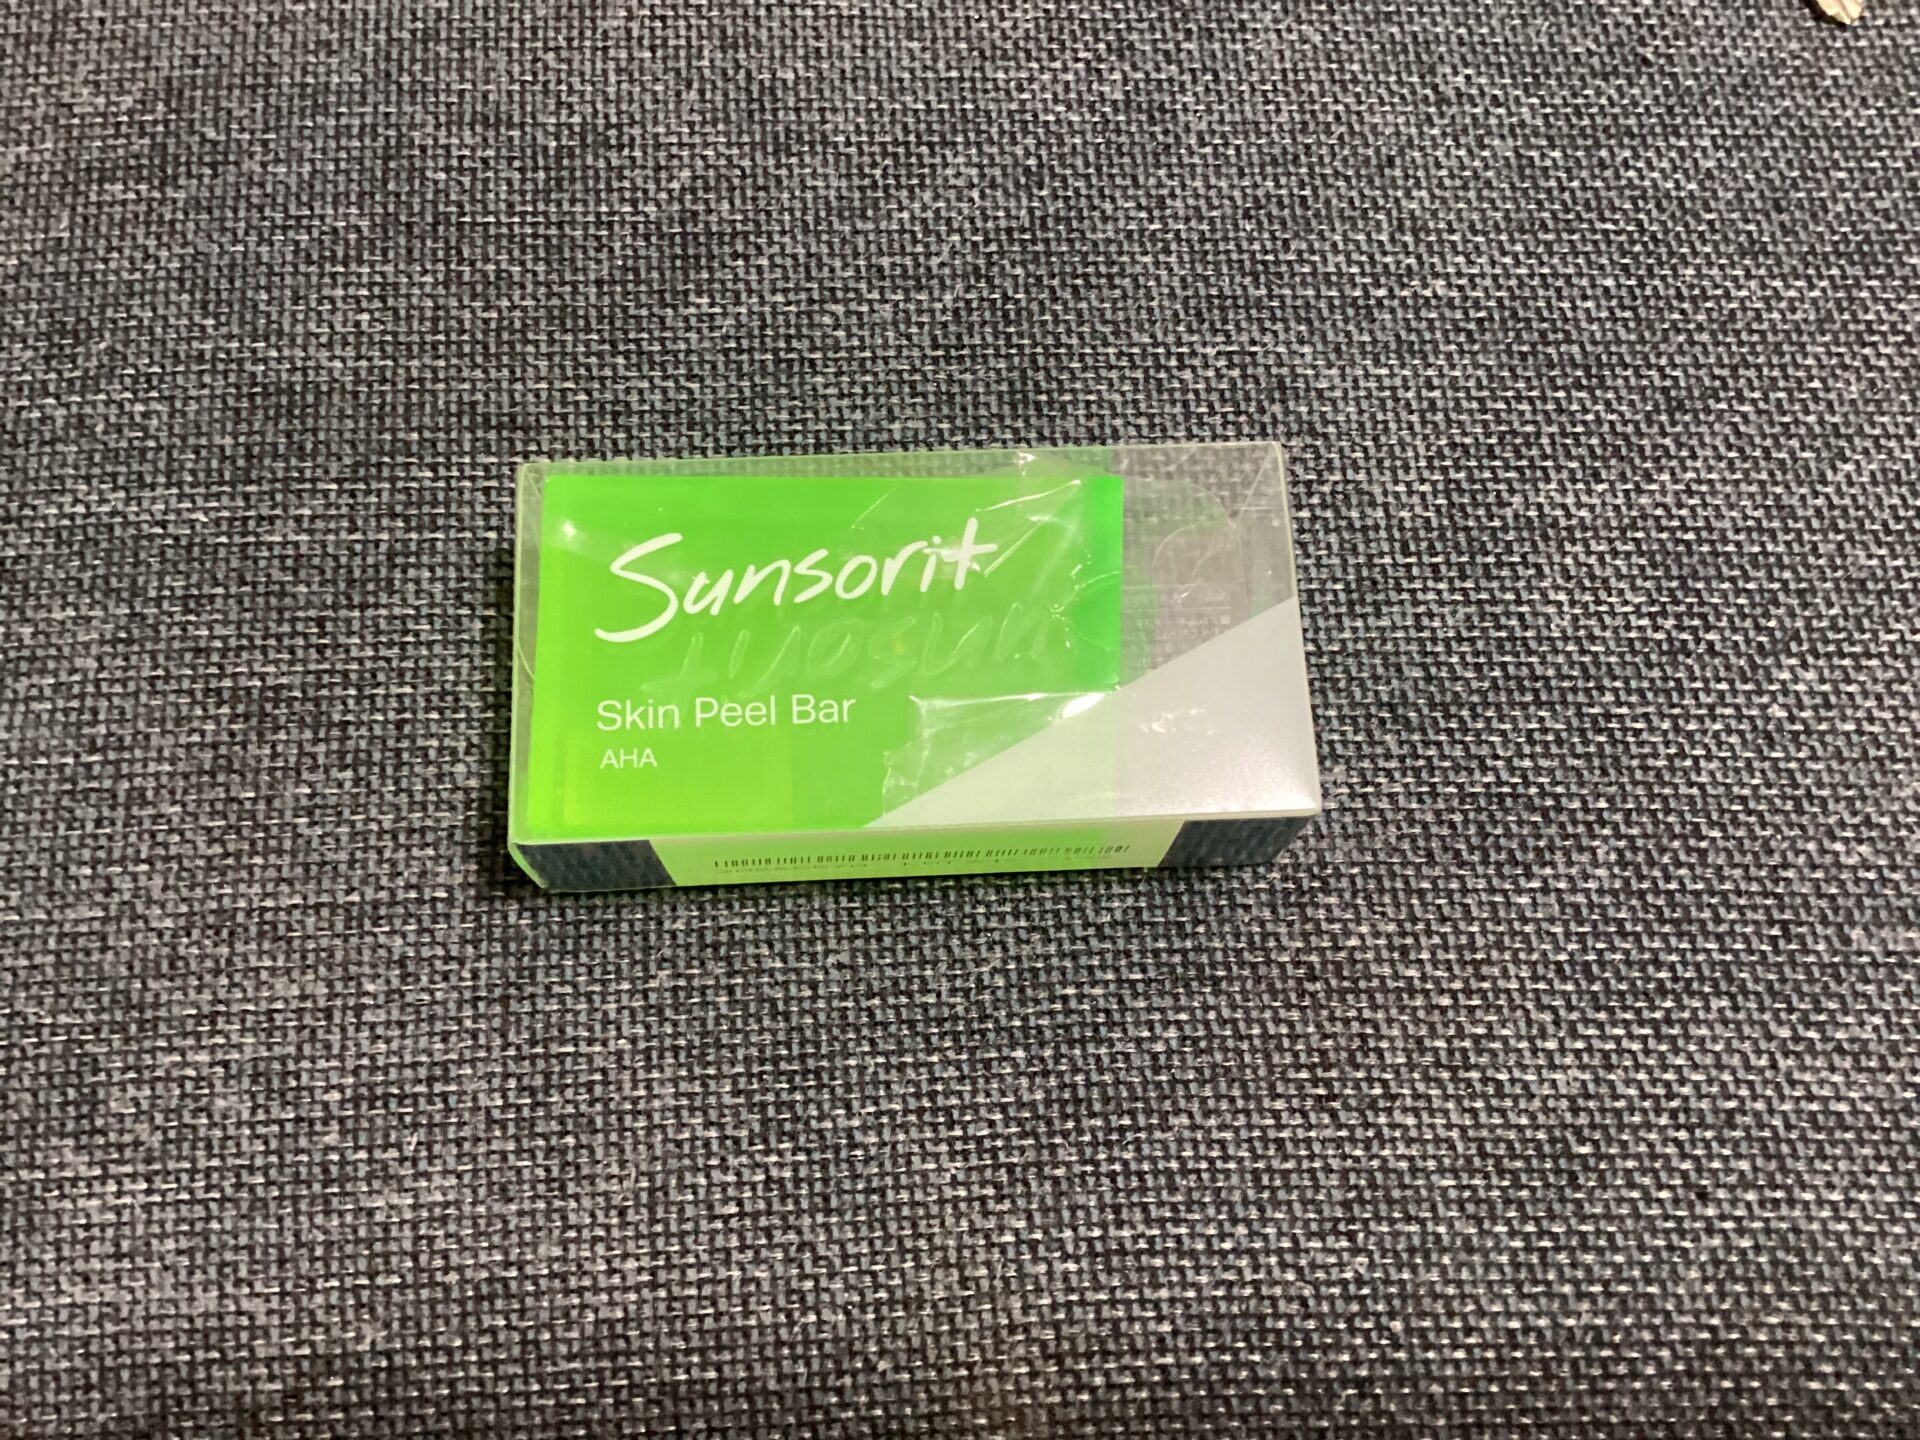 Sunsorit
Skin Peel Bar
AHA